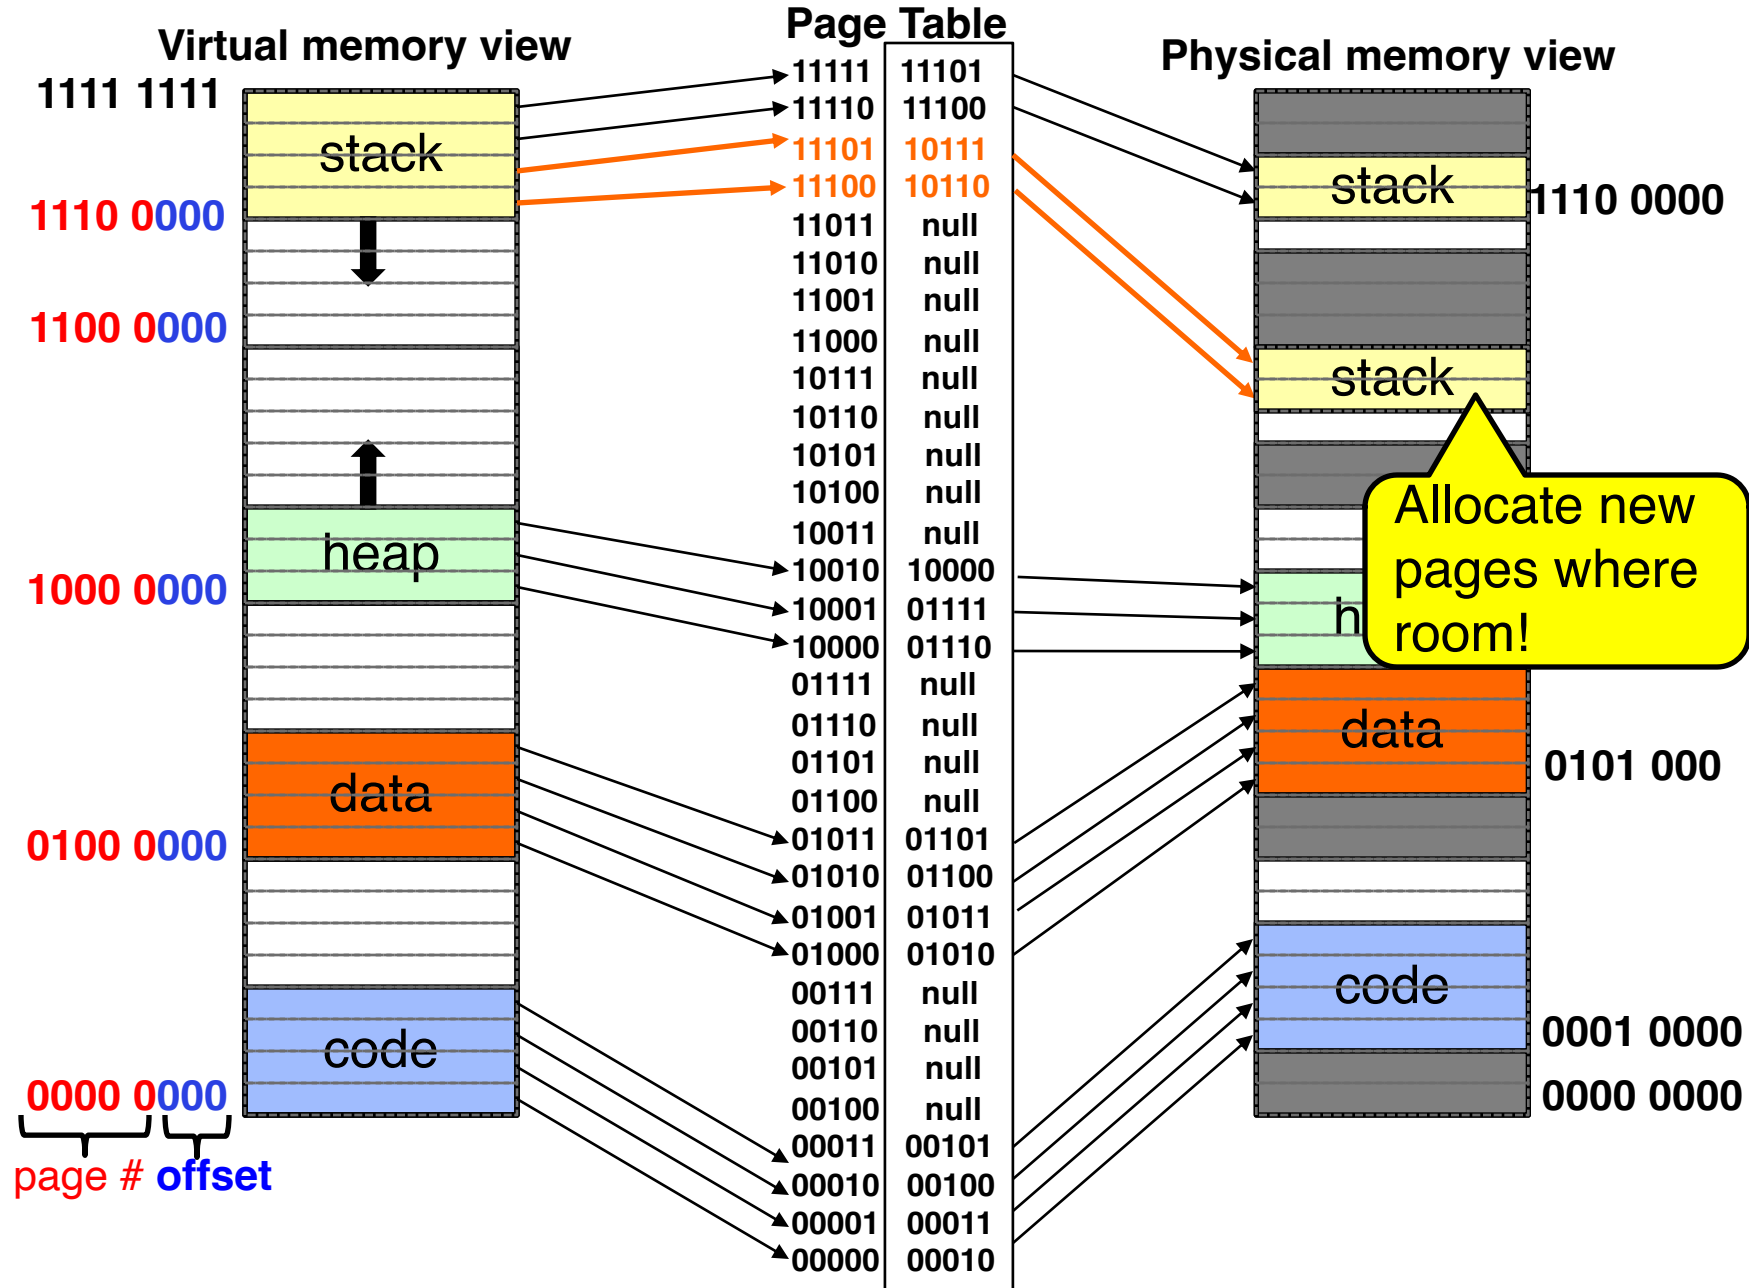 Virtual memory view
1111 1111
stack
1110 0000
1100 0000
heap
1000 0000
data
0100 0000
code
0000 0000
page # offset
Page Table
11111 11101
11110 11100
11101 10111
11100 10110
11011 null
11010 null
11001 null
11000 null
10111 null
10110 null
10101 null
10100 null
10011 null
10010 10000
10001 01111
10000 01110
01111 null
01110 null
01101 null
01100 null
01011 01101
01010 01100
01001 01011
01000 01010
00111 null
00110 null
00101 null
00100 null
00011 00101
00010 00100
00001 00011
00000 00010
Physical memory view
stack
1110 0000
stack
Allocate new
pages where
room!
h
data
0101 000
code
0001 0000
0000 0000